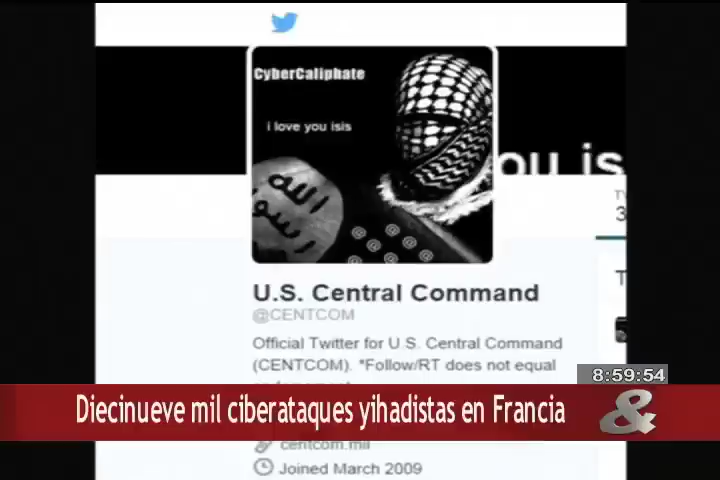 CyberCaliphate
i love you isis
ou is
U.S. Central Command
@CENTCOM
Official Twitter for U.S. Central Command
(CENTCOM). *Follow/RT does not equal
8:59:54
Diecinueve mil ciberataques yihadistas en Francia &
centcom.mil
Joined March 2009